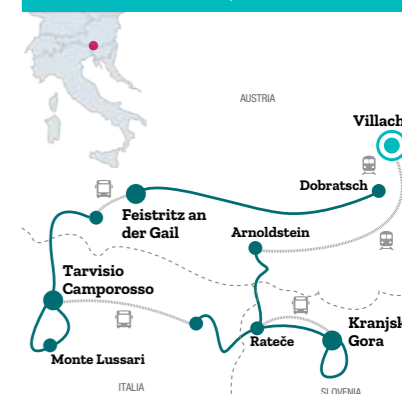 AUSTRIA
Villach
Dobratsch
Feistritz an
der Gail
Arnoldstein
Tarvisio
Camporosso
Kranjsk
Gora
Rateče
Monte Lussari
ITALIA
SLOVENIA